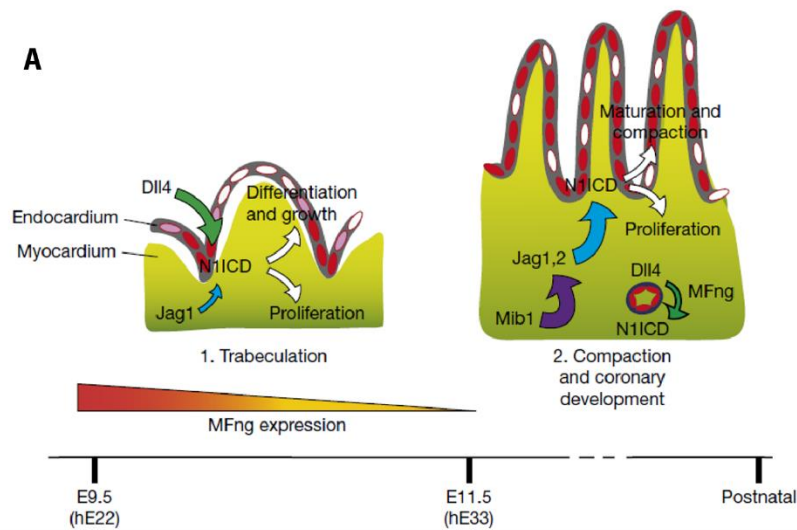 A
Dll4
Endocardium
Myocardium
Differentiation
and growth
N1ICD
Jag1
Proliferation
1. Trabeculation
Maturation and
compaction
N1ICD
Proliferation
Jag1,2
Mib1
Dll4
MFng
N1ICD
2. Compaction
and coronary
development
MFng expression
E9.5
(hE22)
E11.5
(hE33)
Postnatal